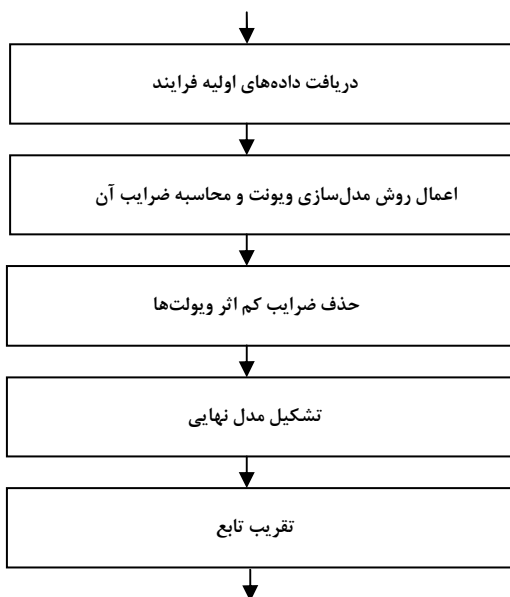 دریافت داده‌های اولیه فرایند
اعمال روش مدل‌سازی ویونت و محاسبه ضرایب آن
حذف ضرایب کم اثر ویولت‌ها
تشکیل مدل نهایی
تقریب تابع